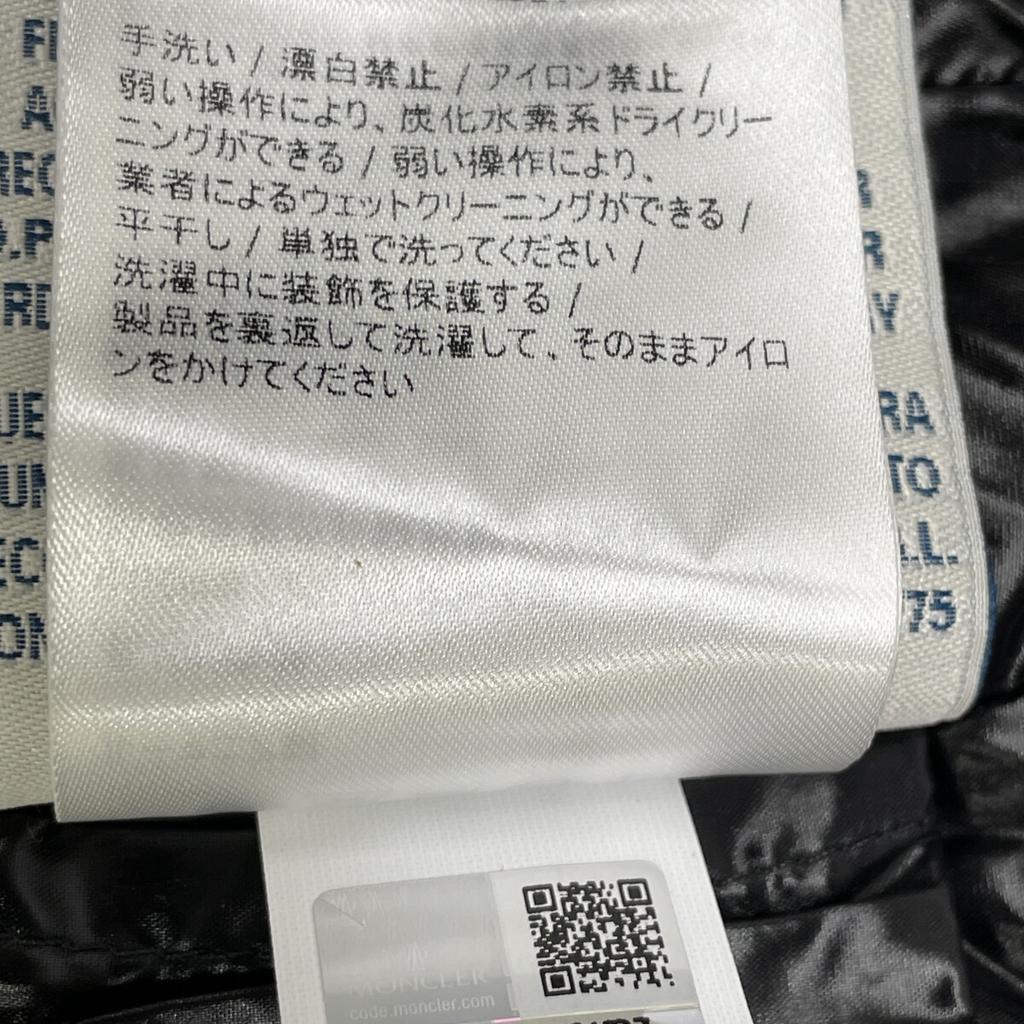 手洗い / 漂白禁止 / アイロン禁止 /
弱い操作により、炭化水素系ドライクリー
ニングができる / 弱い操作により、
業者によるウェットクリーニングができる /
平干し / 単独で洗ってください /
洗濯中に装飾を保護する /
製品を裏返して洗濯して、そのままアイロ
ンをかけてください
RA
TO
75
MONCLER
code.moncler.com